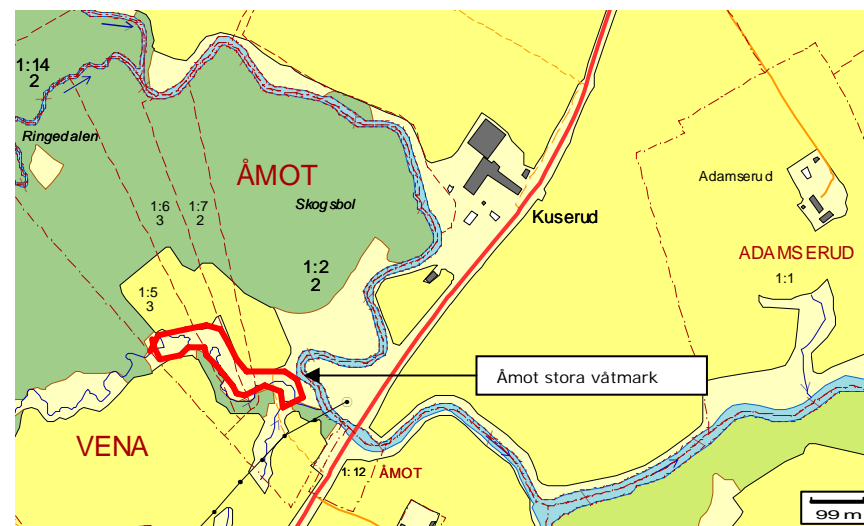 1:14
2
Ringedalen
ÅMOT
Skogsbol
1:6
3
1:7
2
1:2
2
Kuserud
Adamserud
ADAMSERUD
1:1
1:5
3
Åmot stora våtmark
VENA
1:12
ÅMOT
99 m